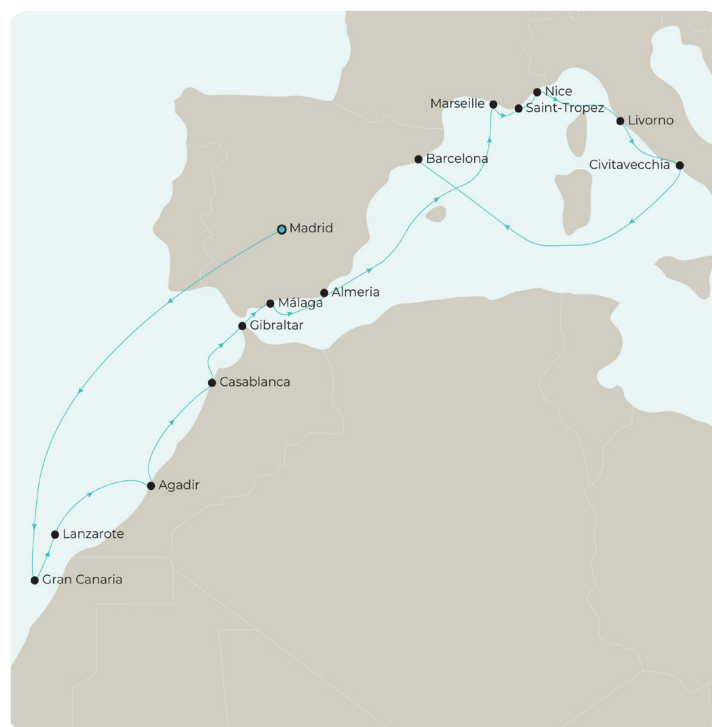 Nice
Marseille
Saint-Tropez
Livorno
Barcelona
Civitavecchia
Madrid
Almeria
Málaga
Gibraltar
Casablanca
Agadir
Lanzarote
Gran Canaria